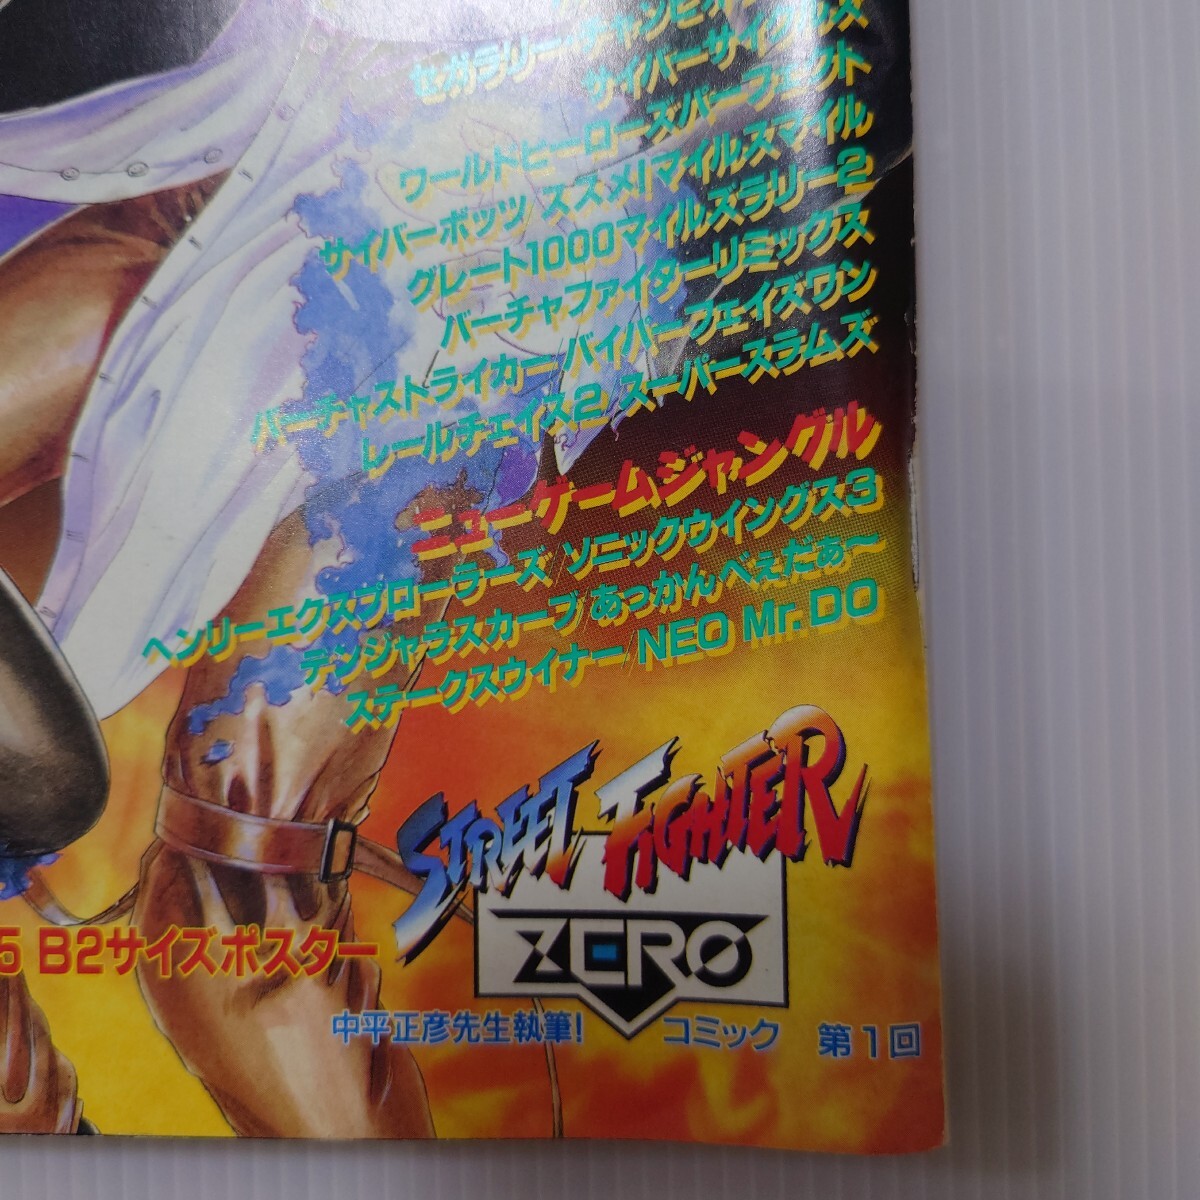 セガラリーチャンピオン
サイバーサイクルズ
ワールドヒーローズパーフェクト
サイバーボッツ/ススメ!マイルスマイル
グレート1000マイルズラリー2
バーチャファイターリミックス
バーチャストライカー/バイパーフェイズワン
レールチェイス2/スーパースラムズ
ニューゲームジャングル
ヘンリーエクスプローラーズ/ソニックウイングス3
デンジャラスカーブ/あっかんべぇだぁ〜
ステークスウイナー/NEO Mr.DO
STREET FIGHTER
ZERO
5 B2サイズポスター
中平正彦先生執筆! コミック 第1回